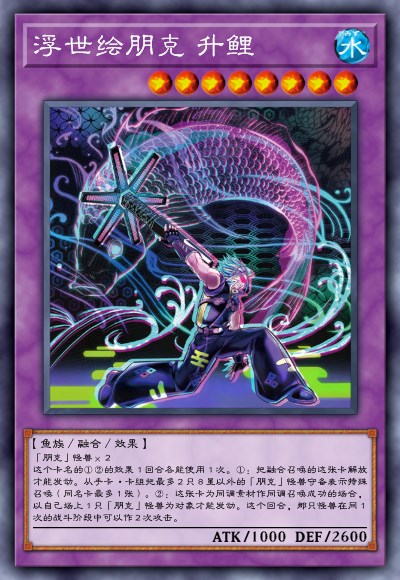 浮世绘朋克 升鲤
水
【鱼族/融合/效果】
「朋克」怪兽×2
这个卡名的①②的效果1回合各能使用1次。①：把融合召唤的这张卡解放
才能发动。从手卡·卡组把最多2只8星以外的「朋克」怪兽守备表示特殊
召唤（同名卡最多1张）。②：这张卡为同调素材作同调召唤成功的场合，
以自己场上1只「朋克」怪兽为对象才能发动。这个回合，那只怪兽在同1
次的战斗阶段中可以作2次攻击。
ATK/1000 DEF/2600